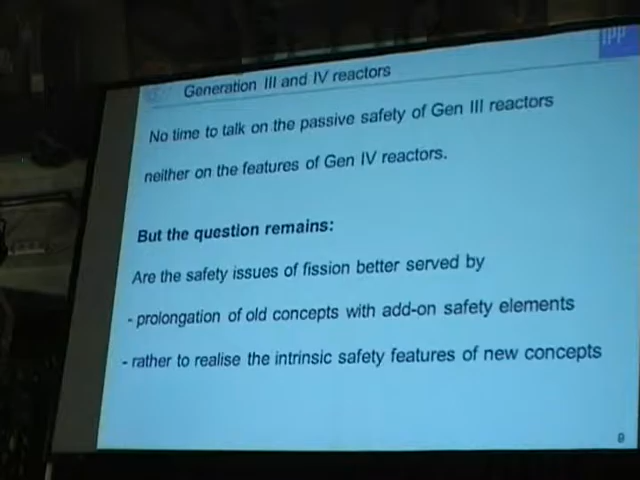 IPP
Generation III and IV reactors
No time to talk on the passive safety of Gen III reactors
neither on the features of Gen IV reactors.
But the question remains:
Are the safety issues of fission better served by
- prolongation of old concepts with add-on safety elements
- rather to realise the intrinsic safety features of new concepts
9